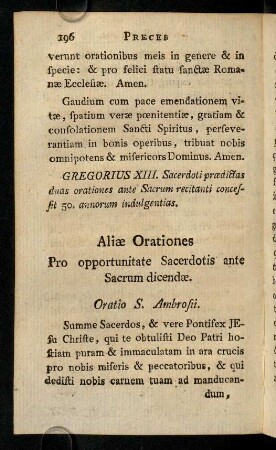 196 PRECES
verunt orationibus meis in genere & in
specie: & pro felici statu sanctæ Roma-
næ Ecclesiæ. Amen.
Gaudium cum pace emendationem vi-
tæ, spatium veræ pœnitentiæ, gratiam &
consolationem Sancti Spiritus, perseve-
rantiam in bonis operibus, tribuat nobis
omnipotens & misericors Dominus. Amen.
GREGORIUS XIII. Sacerdoti prædictas
duas orationes ante Sacrum recitanti conces-
sit 50. annorum indulgentias.
Aliæ Orationes
Pro opportunitate Sacerdotis ante
Sacrum dicendæ.
Oratio S. Ambrosii.
Summe Sacerdos, & vere Pontifex JE-
su Christe, qui te obtulisti Deo Patri ho-
stiam puram & immaculatam in ara crucis
pro nobis miseris & peccatoribus, & qui
dedisti nobis carnem tuam ad manducan-
dum,